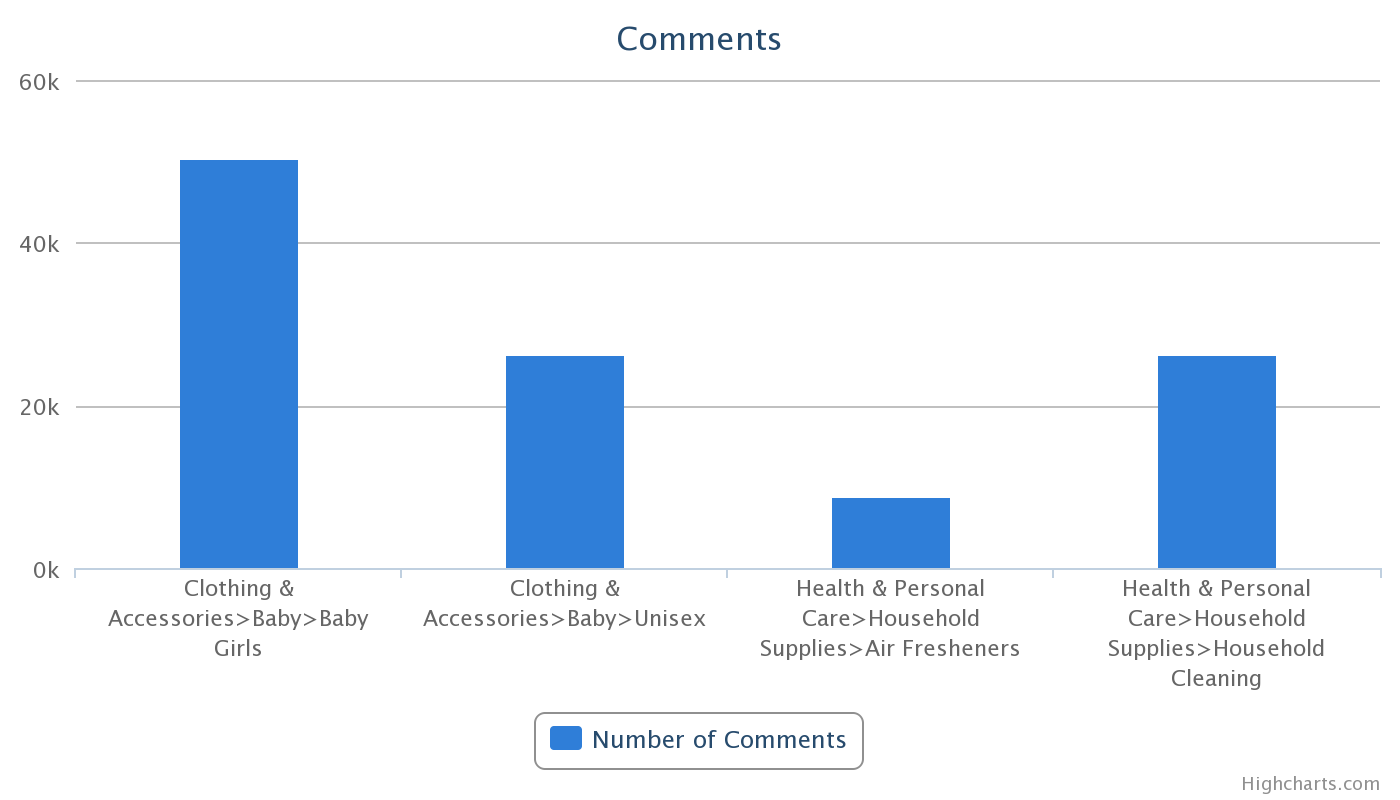 Comments
60k
40k
20k
0k
Clothing &
Accessories>Baby>Baby
Girls
Clothing &
Accessories>Baby>Unisex
Health & Personal
Care>Household
Supplies>Air Fresheners
Health & Personal
Care>Household
Supplies>Household
Cleaning
Number of Comments
Highcharts.com